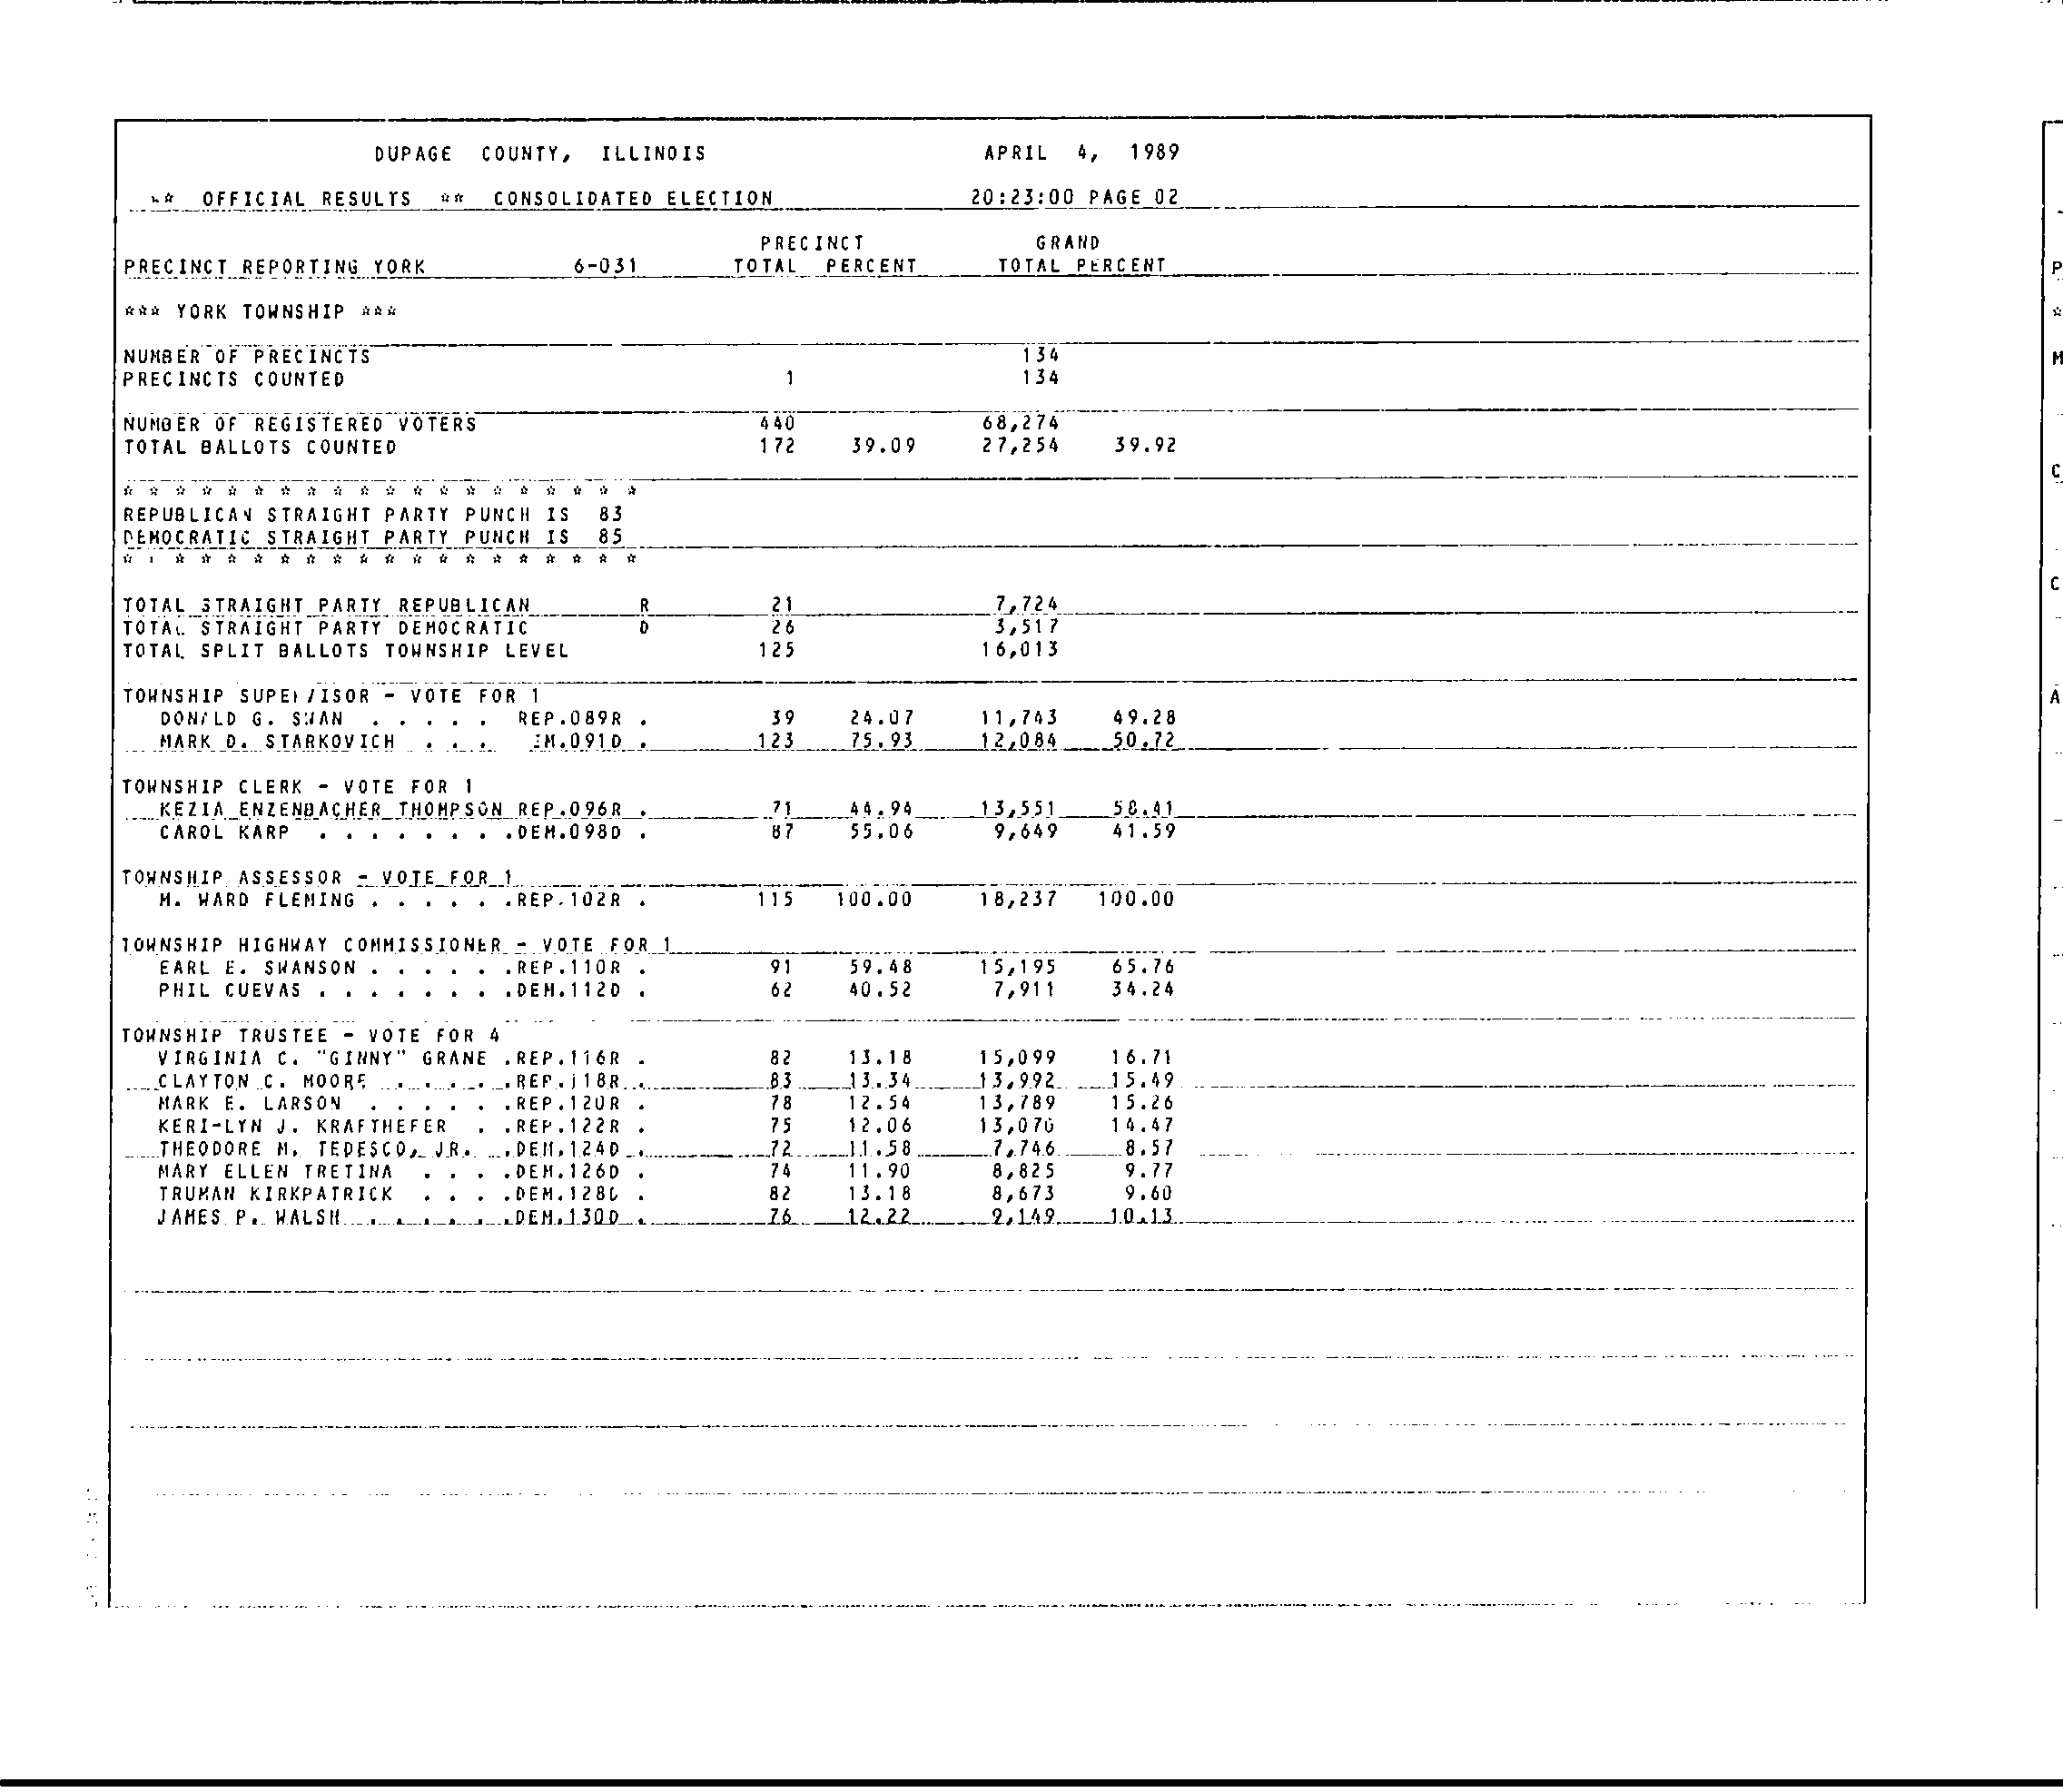 DUPAGE COUNTY, ILLINOIS APRIL 4, 1989
** OFFICIAL RESULTS ** CONSOLIDATED ELECTION 20:23:00 PAGE 02
PRECINCT GRAND
PRECINCT REPORTING YORK 6-031 TOTAL PERCENT TOTAL PERCENT
*** YORK TOWNSHIP ***
NUMBER OF PRECINCTS 134
PRECINCTS COUNTED 1 134
NUMBER OF REGISTERED VOTERS 440 68,274
TOTAL BALLOTS COUNTED 172 39.09 27,254 39.92
* * * * * * * * * * * * * * * * * * * *
REPUBLICAN STRAIGHT PARTY PUNCH IS 83
DEMOCRATIC STRAIGHT PARTY PUNCH IS 85
* * * * * * * * * * * * * * * * * * * *
TOTAL STRAIGHT PARTY REPUBLICAN R 21 7,724
TOTAL STRAIGHT PARTY DEMOCRATIC D 26 3,517
TOTAL SPLIT BALLOTS TOWNSHIP LEVEL 125 16,013
TOWNSHIP SUPERVISOR - VOTE FOR 1
DONALD G. SWAN . . . . . REP.089R . 39 24.07 11,743 49.28
MARK D. STARKOVICH . . . EM.091D . 123 75.93 12,084 50.72
TOWNSHIP CLERK - VOTE FOR 1
KEZIA ENZENBACHER THOMPSON REP.096R . 71 44.94 13,551 58.41
CAROL KARP . . . . . . . .DEM.098D . 87 55.06 9,649 41.59
TOWNSHIP ASSESSOR - VOTE FOR 1
M. WARD FLEMING . . . . . .REP.102R . 115 100.00 18,237 100.00
TOWNSHIP HIGHWAY COMMISSIONER - VOTE FOR 1
EARL E. SWANSON . . . . . .REP.110R . 91 59.48 15,195 65.76
PHIL CUEVAS . . . . . . . .DEM.112D . 62 40.52 7,911 34.24
TOWNSHIP TRUSTEE - VOTE FOR 4
VIRGINIA C. "GINNY" GRANE .REP.116R . 82 13.18 15,099 16.71
CLAYTON C. MOORE . . . . . .REP.118R . 83 13.34 13,992 15.49
MARK E. LARSON . . . . . .REP.120R . 78 12.54 13,789 15.26
KERI-LYN J. KRAFTHEFER . .REP.122R . 75 12.06 13,076 14.47
THEODORE M. TEDESCO, JR. .DEM.124D . 72 11.58 7,746 8.57
MARY ELLEN TRETINA . . . .DEM.126D . 74 11.90 8,825 9.77
TRUMAN KIRKPATRICK . . . .DEM.128D . 82 13.18 8,673 9.60
JAMES P. WALSH . . . . . .DEM.130D . 76 12.22 9,149 10.13
P
*
M
C
C
A